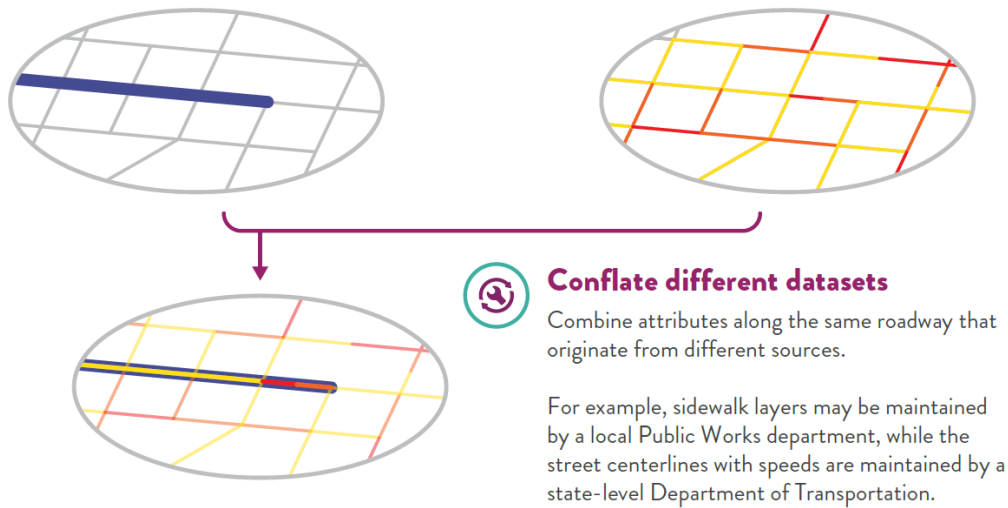 Conflate different datasets
Combine attributes along the same roadway that
originate from different sources.
For example, sidewalk layers may be maintained
by a local Public Works department, while the
street centerlines with speeds are maintained by a
state-level Department of Transportation.